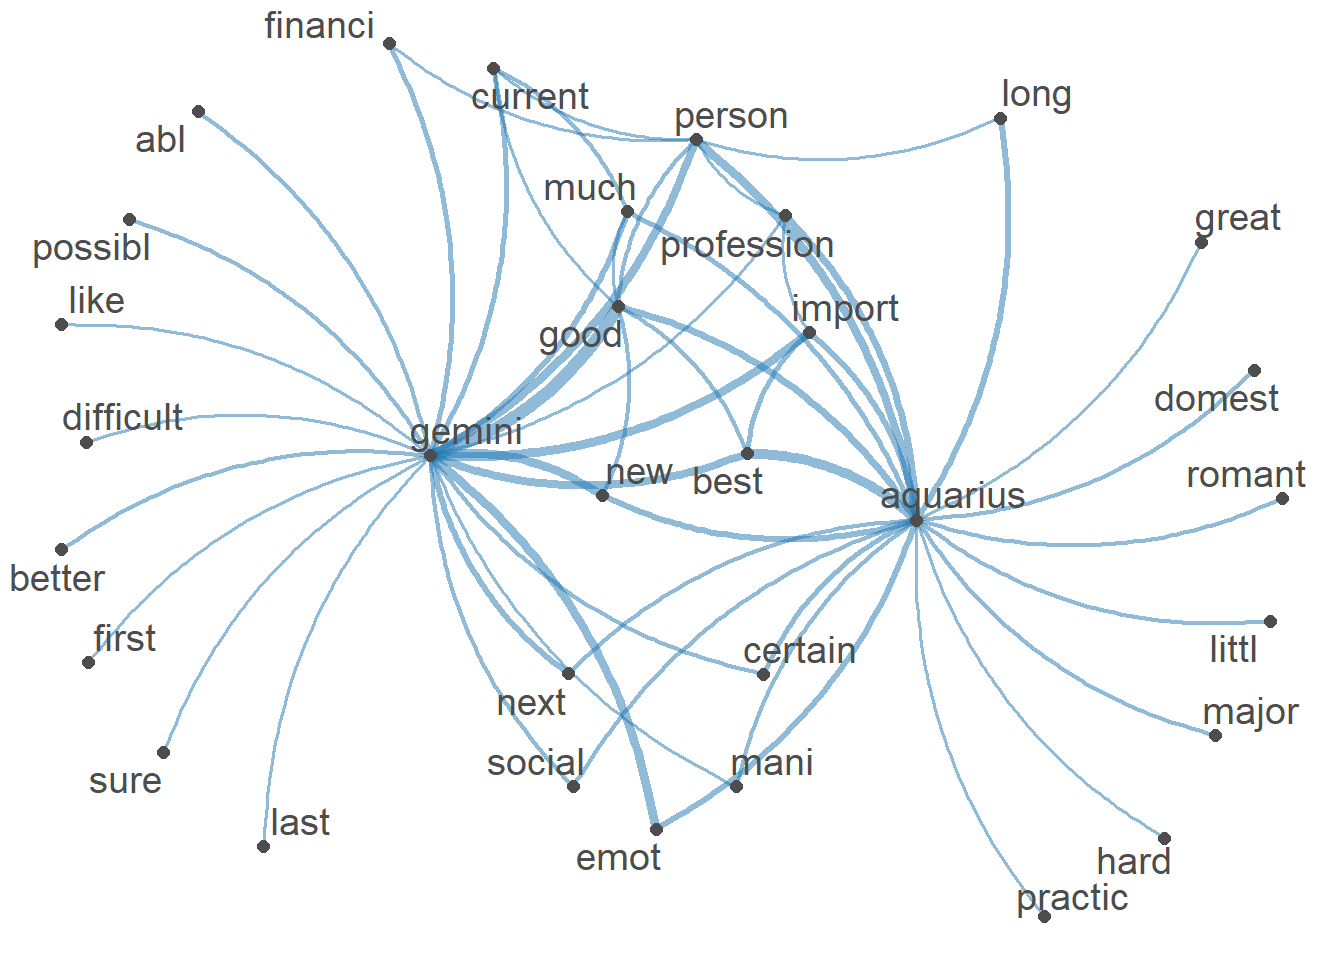 financi
current
long
person
abl
much
great
profession
possibl
like
import
good
domest
difficult
gemini
new
best
romant
aquarius
better
first
certain
littl
next
major
social
mani
sure
last
emot
hard
practic